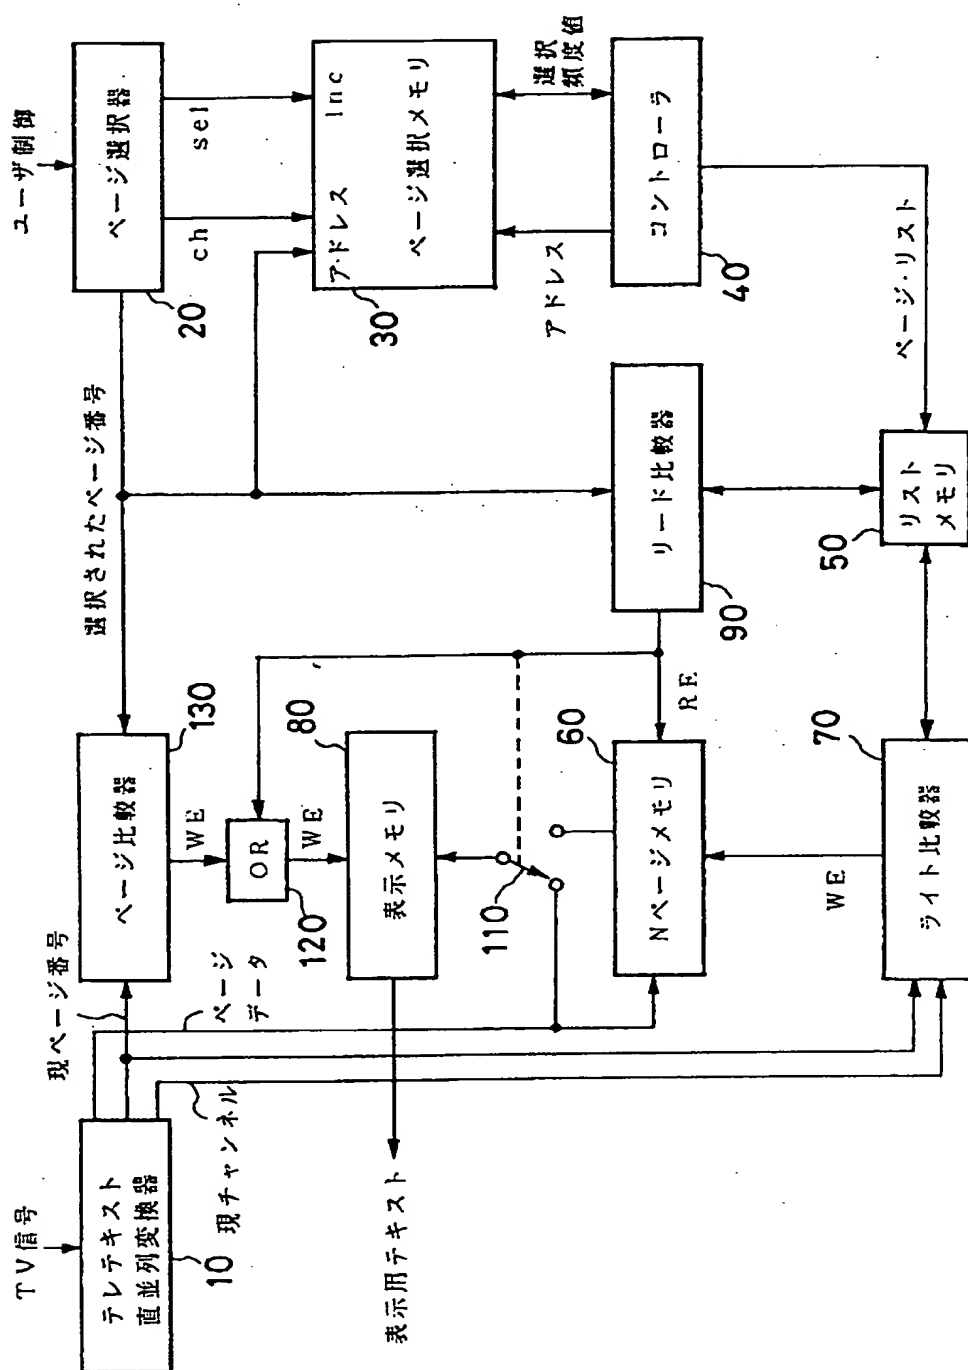 TV信号
テレテキスト
直並列変換器
10
現チャンネル
現ページ番号
ページ
データ
ページ比較器
130
WE
OR
120
WE
表示メモリ
80
表示用テキスト
110
Nページメモリ
60
RE
WE
ライト比較器
70
選択されたページ番号
リード比較器
90
リスト
メモリ
50
ページ・リスト
ユーザ制御
ページ選択器
20
ch
sel
アドレス
Inc
ページ選択メモリ
30
アドレス
選択
頻度値
コントローラ
40